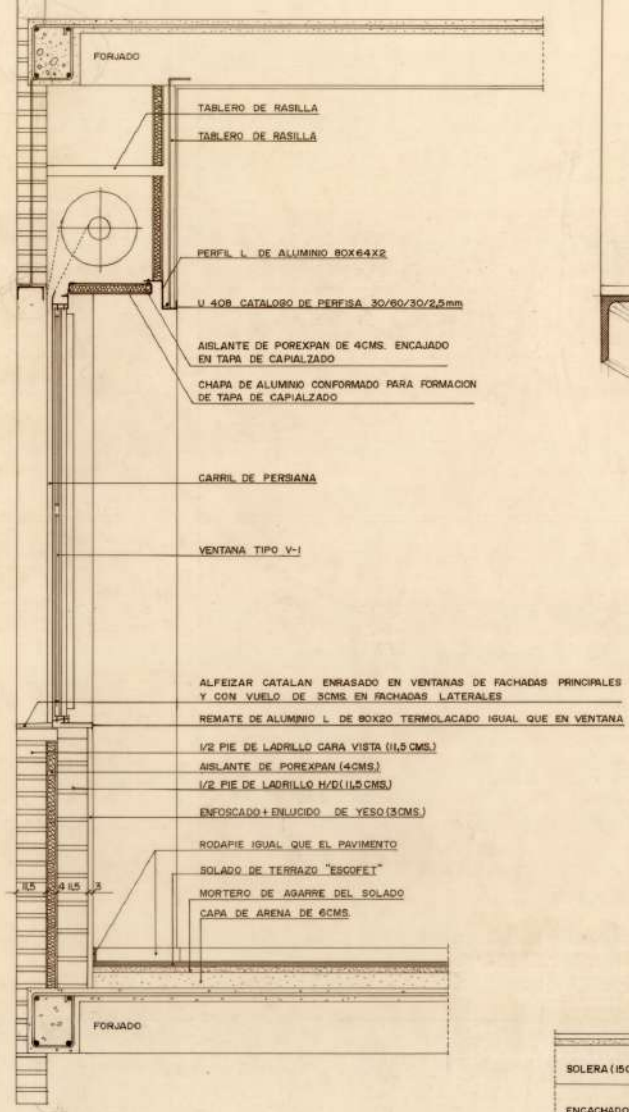 FORJADO
TABLERO DE RASILLA
TABLERO DE RASILLA
PERFIL L DE ALUMINIO 80X64X2
U 408 CATALOGO DE PERFISA 30/60/30/2,5mm
AISLANTE DE POREXPAN DE 4CMS. ENCAJADO
EN TAPA DE CAPIALZADO
CHAPA DE ALUMINIO CONFORMADO PARA FORMACION
DE TAPA DE CAPIALZADO
CARRIL DE PERSIANA
VENTANA TIPO V-I
ALFEIZAR CATALAN ENRASADO EN VENTANAS DE FACHADAS PRINCIPALES
Y CON VUELO DE 3CMS. EN FACHADAS LATERALES
REMATE DE ALUMINIO L DE 80X20 TERMOLACADO IGUAL QUE EN VENTANA
1/2 PIE DE LADRILLO CARA VISTA (11,5 CMS.)
AISLANTE DE POREXPAN (4CMS.)
1/2 PIE DE LADRILLO H/D (11,5 CMS.)
ENFOSCADO + ENLUCIDO DE YESO (3CMS.)
RODAPIE IGUAL QUE EL PAVIMENTO
SOLADO DE TERRAZO "ESCOFET"
11,5 4 11,5 3
MORTERO DE AGARRE DEL SOLADO
CAPA DE ARENA DE 6CMS.
FORJADO
SOLERA (150
ENCACHADO